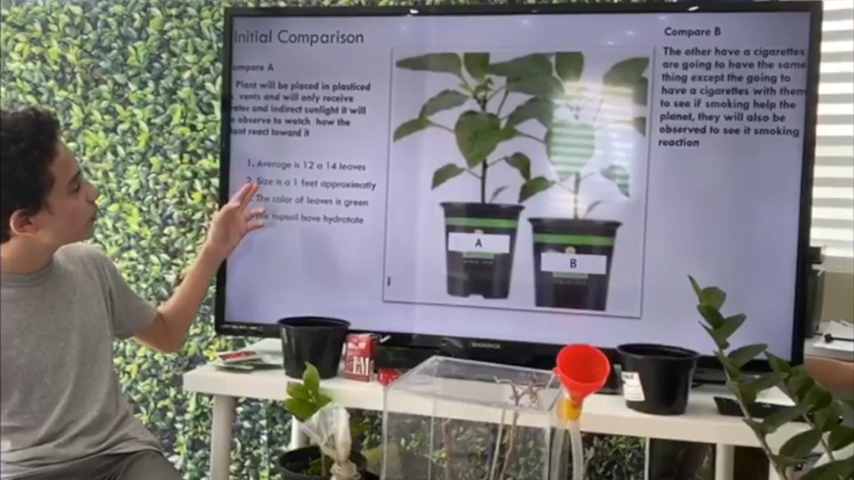 Initial Comparison
ompare A
Plant will be placed in plasticed
vents and will only receive
ater and indirect sunlight it will
observe to watch how the
ant react toward it
1. Average is 12 a 14 leaves
2. Size is a 1 feet approximatly
The color of leaves is green
The topsoil have hydratate
A
B
Compare B
The other have a cigarettes
are going to have the same
thing except the going to
have a cigarettes with them
to see if smoking help the
planet, they will also be
observed to see it smoking
reaction
MAGNAVOX
L&M